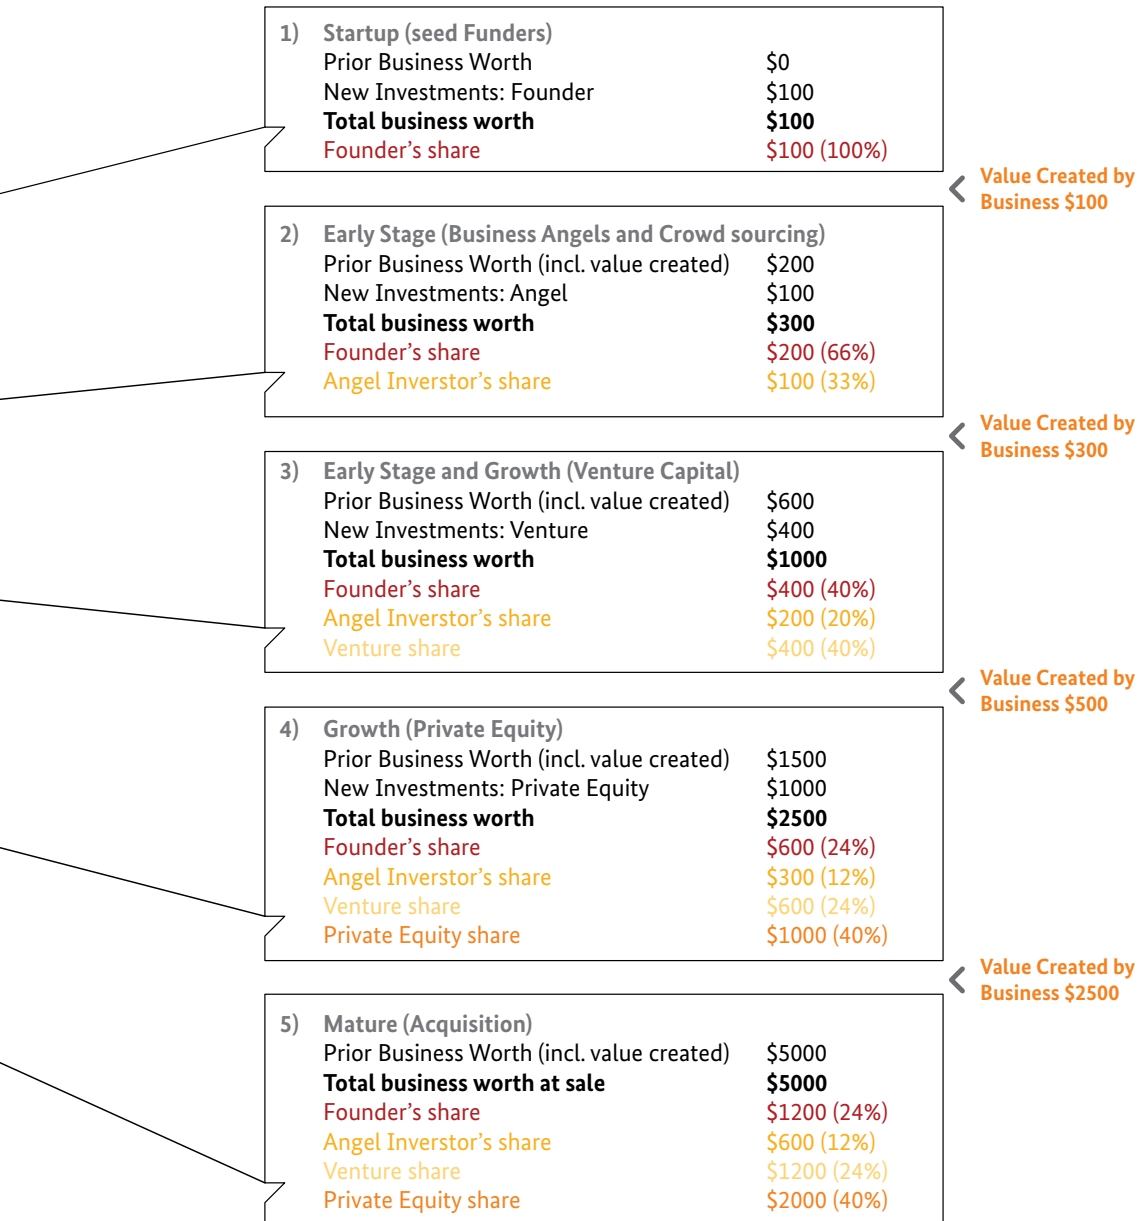 1) Startup (seed Funders)
Prior Business Worth $0
New Investments: Founder $100
Total business worth $100
Founder's share $100 (100%)
Value Created by
Business $100
2) Early Stage (Business Angels and Crowd sourcing)
Prior Business Worth (incl. value created) $200
New Investments: Angel $100
Total business worth $300
Founder's share $200 (66%)
Angel Inverstor's share $100 (33%)
Value Created by
Business $300
3) Early Stage and Growth (Venture Capital)
Prior Business Worth (incl. value created) $600
New Investments: Venture $400
Total business worth $1000
Founder's share $400 (40%)
Angel Inverstor's share $200 (20%)
Venture share $400 (40%)
Value Created by
Business $500
4) Growth (Private Equity)
Prior Business Worth (incl. value created) $1500
New Investments: Private Equity $1000
Total business worth $2500
Founder's share $600 (24%)
Angel Inverstor's share $300 (12%)
Venture share $600 (24%)
Private Equity share $1000 (40%)
Value Created by
Business $2500
5) Mature (Acquisition)
Prior Business Worth (incl. value created) $5000
Total business worth at sale $5000
Founder's share $1200 (24%)
Angel Inverstor's share $600 (12%)
Venture share $1200 (24%)
Private Equity share $2000 (40%)